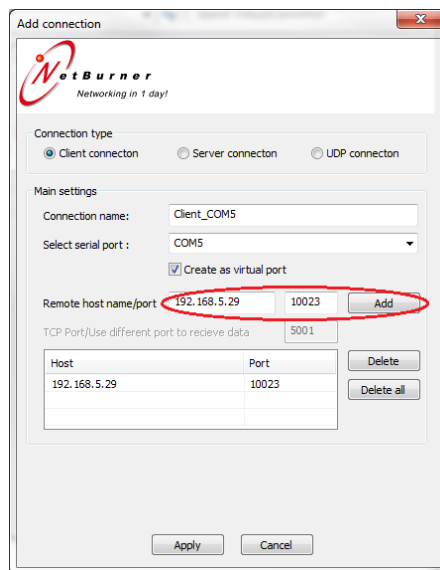 Add connection
NetBurner
Networking in 1 day!
Connection type
Client connecton
Server connecton
UDP connecton
Main settings
Connection name:
Client_COM5
Select serial port :
COM5
Create as virtual port
Remote host name/port
192.168.5.29
10023
Add
TCP Port/Use different port to recieve data
5001
Host
Port
Delete
192.168.5.29
10023
Delete all
Apply
Cancel